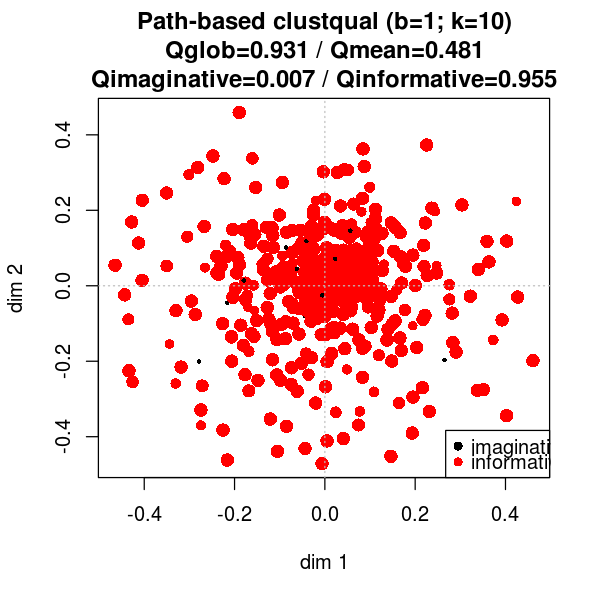 Path-based clustqual (b=1; k=10)
Qglob=0.931 / Qmean=0.481
Qimaginative=0.007 / Qinformative=0.955
dim 2
0.4
0.2
0.0
-0.2
-0.4
imaginati
informati
-0.4 -0.2 0.0 0.2 0.4
dim 1